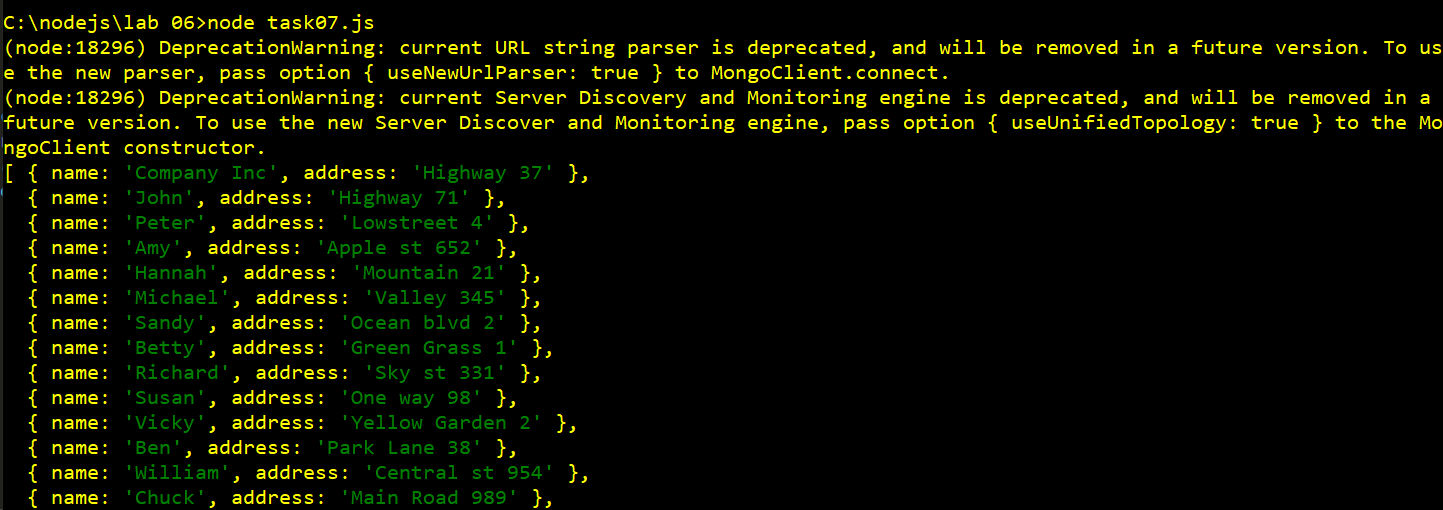 C:\nodejs\lab 06>node task07.js
(node:18296) DeprecationWarning: current URL string parser is deprecated, and will be removed in a future version. To us
e the new parser, pass option { useNewUrlParser: true } to MongoClient.connect.
(node:18296) DeprecationWarning: current Server Discovery and Monitoring engine is deprecated, and will be removed in a
future version. To use the new Server Discover and Monitoring engine, pass option { useUnifiedTopology: true } to the Mo
ngoClient constructor.
[ { name: 'Company Inc', address: 'Highway 37' },
  { name: 'John', address: 'Highway 71' },
  { name: 'Peter', address: 'Lowstreet 4' },
  { name: 'Amy', address: 'Apple st 652' },
  { name: 'Hannah', address: 'Mountain 21' },
  { name: 'Michael', address: 'Valley 345' },
  { name: 'Sandy', address: 'Ocean blvd 2' },
  { name: 'Betty', address: 'Green Grass 1' },
  { name: 'Richard', address: 'Sky st 331' },
  { name: 'Susan', address: 'One way 98' },
  { name: 'Vicky', address: 'Yellow Garden 2' },
  { name: 'Ben', address: 'Park Lane 38' },
  { name: 'William', address: 'Central st 954' },
  { name: 'Chuck', address: 'Main Road 989' },